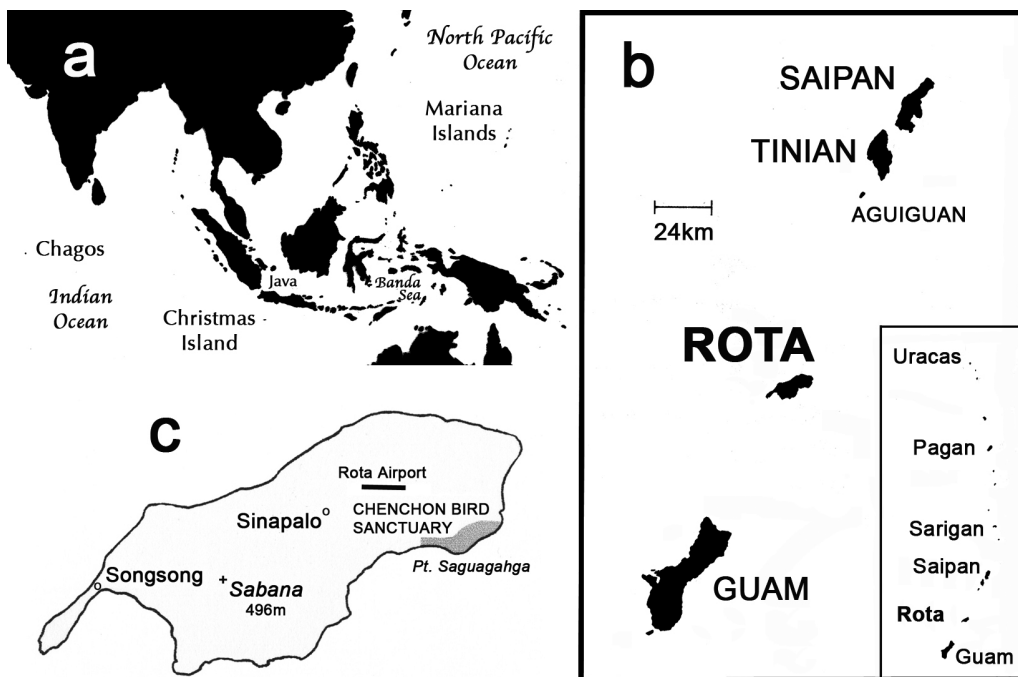 a
North Pacific
Ocean
Mariana
Islands
Chagos
Indian
Ocean
Java
Banda
Sea
Christmas
Island
b
SAIPAN
TINIAN
AGUIGUAN
24km
ROTA
GUAM
Uracas
Pagan
Sarigan
Saipan
Rota
Guam
c
Rota Airport
Sinapalo
CHENCHON BIRD
SANCTUARY
Pt. Saguagahga
Songsong
Sabana
496m